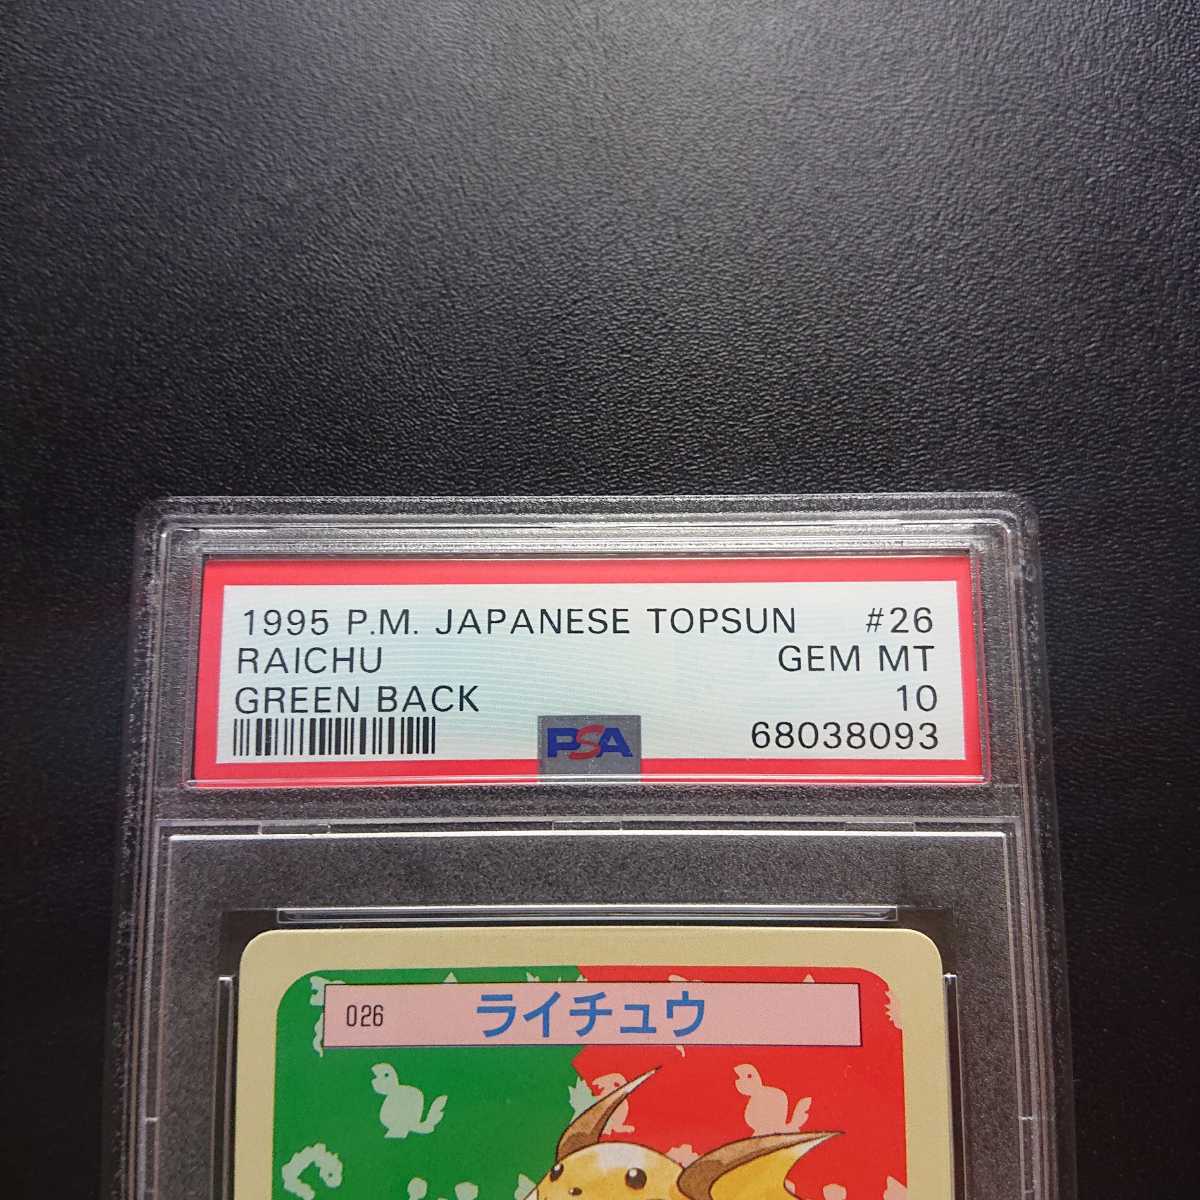 1995 P.M. JAPANESE TOPSUN #26
RAICHU GEM MT
GREEN BACK 10
PSA 68038093
026 ライチュウ